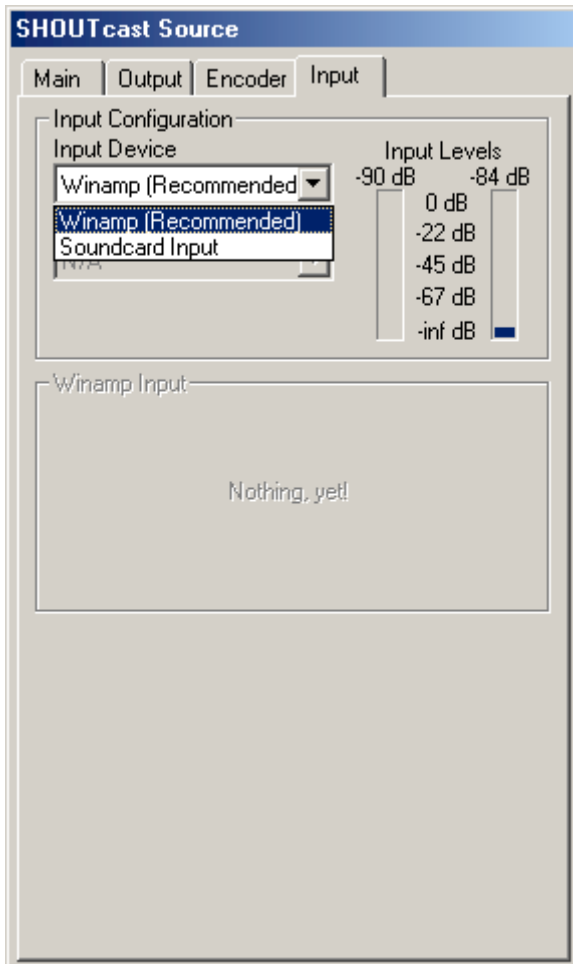 SHOUTcast Source
Main Output Encoder Input
Input Configuration
Input Device
Winamp (Recommended
Winamp (Recommended)
Soundcard Input
N/A
Input Levels
-90 dB -84 dB
0 dB
-22 dB
-45 dB
-67 dB
-inf dB
Winamp Input
Nothing, yet!